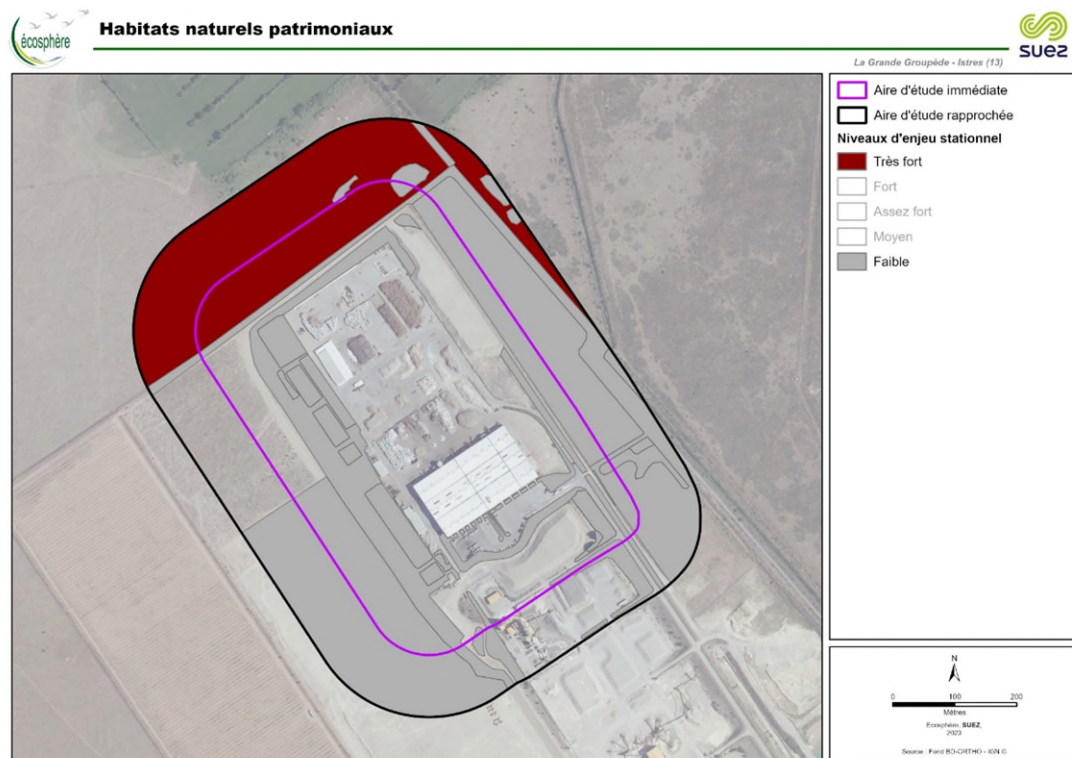 écosphère
Habitats naturels patrimoniaux
suez
La Grande Groupède - Istres (13)
Aire d'étude immédiate
Aire d'étude rapprochée
Niveaux d'enjeu stationnel
Très fort
Fort
Assez fort
Moyen
Faible
N
0 100 200
Mètres
Ecosphère, SUEZ,
2023
Source : Fond BD-ORTHO - IGN ©